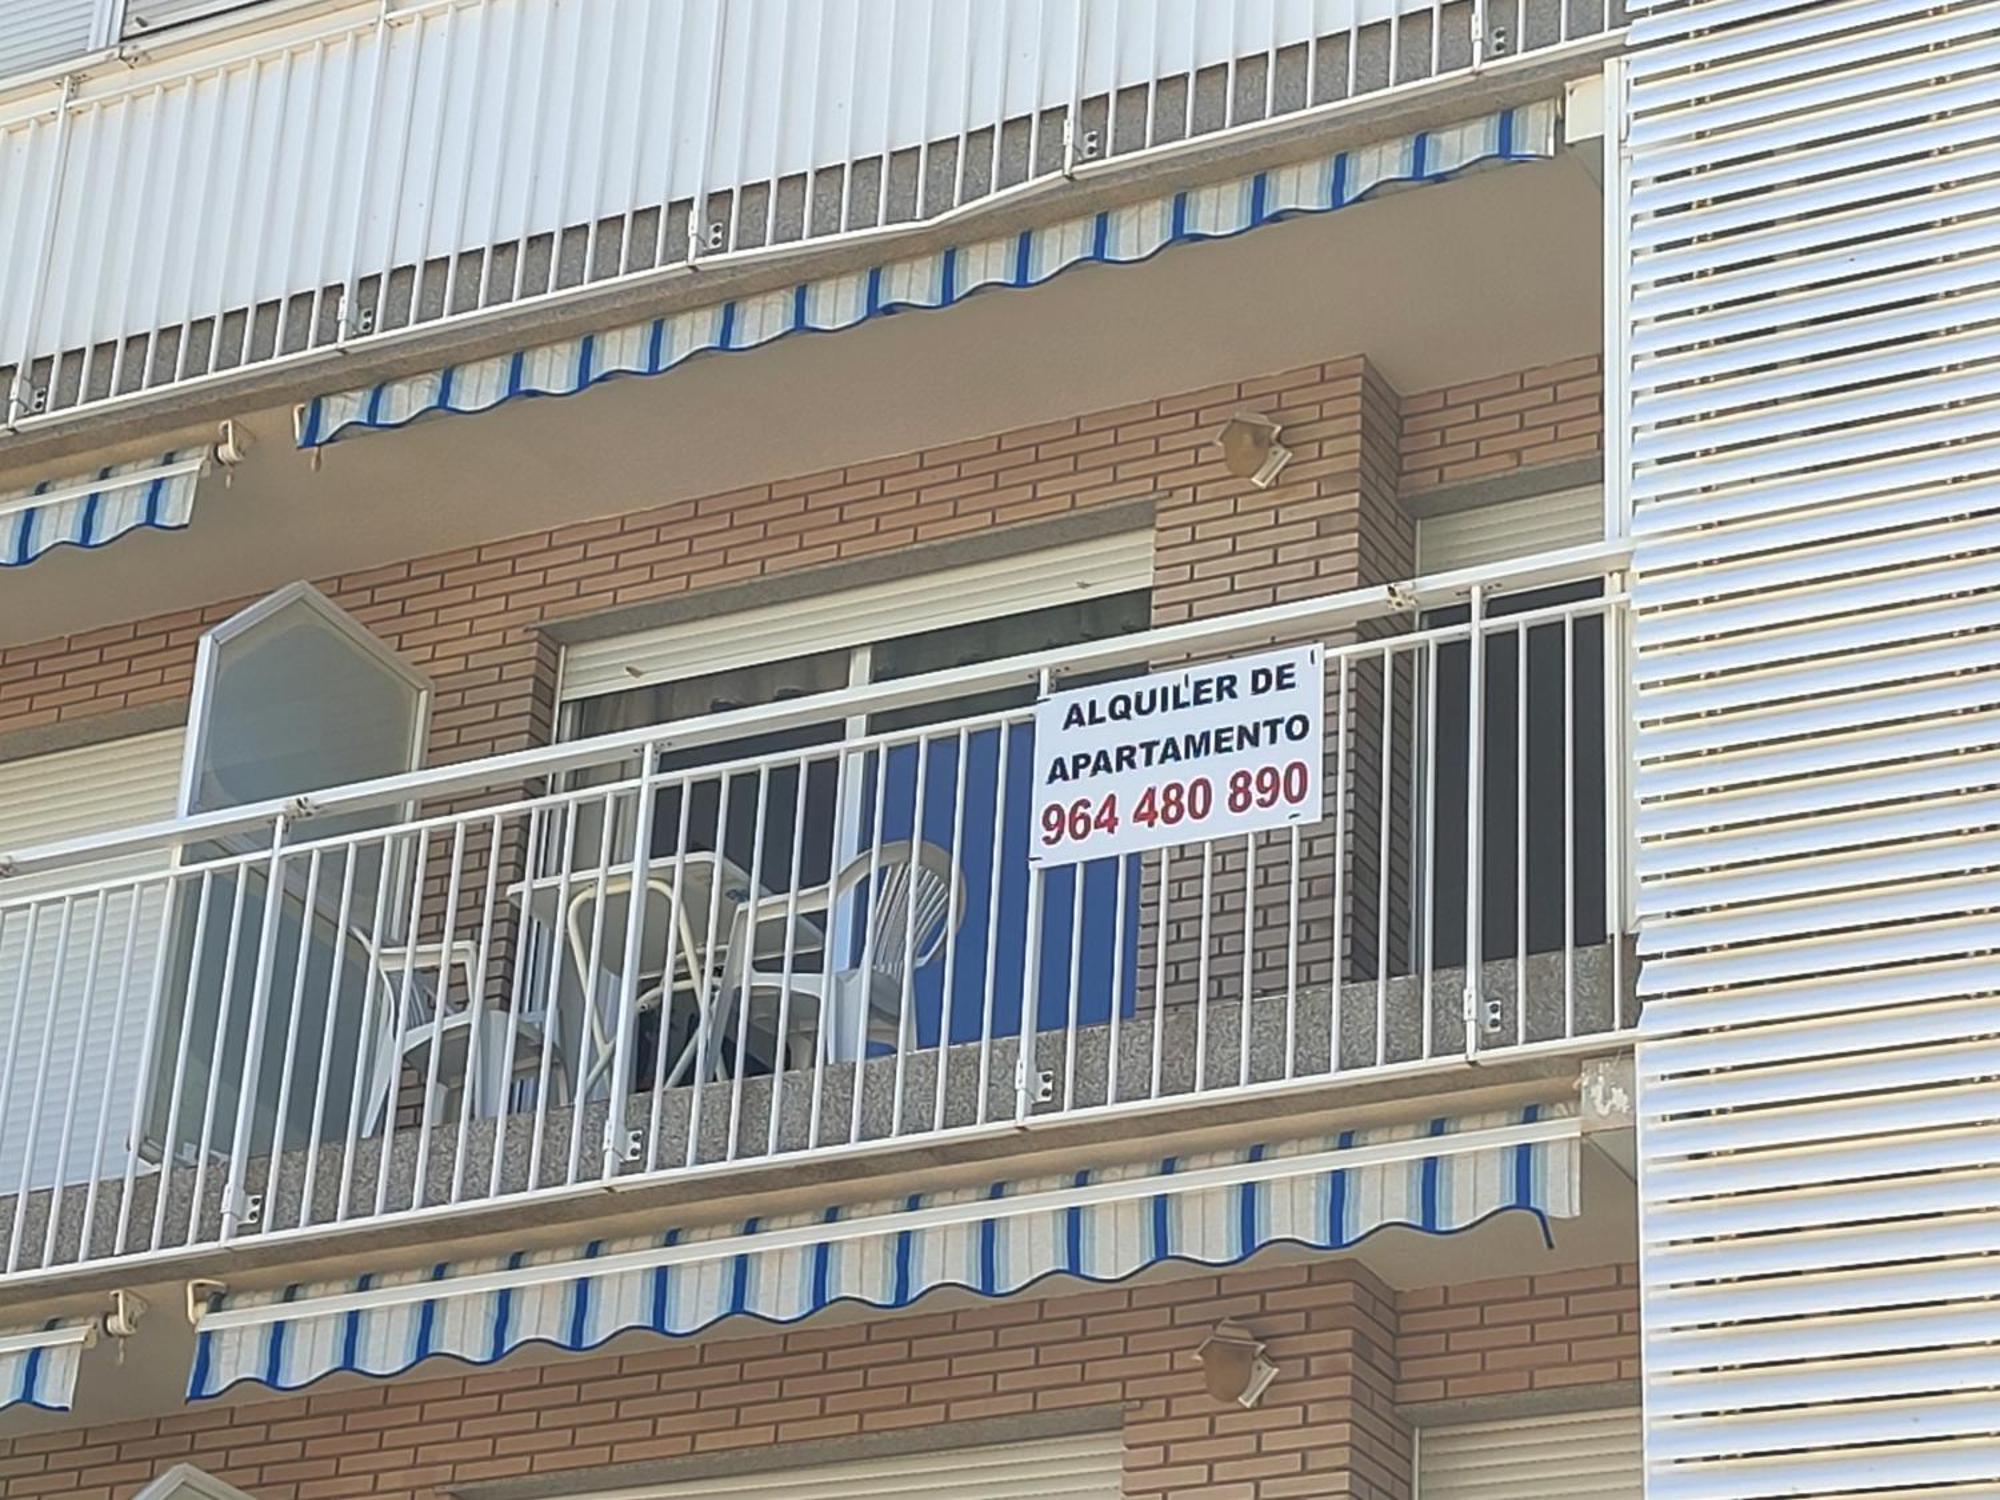 ALQUILER DE
APARTAMENTO
964 480 890